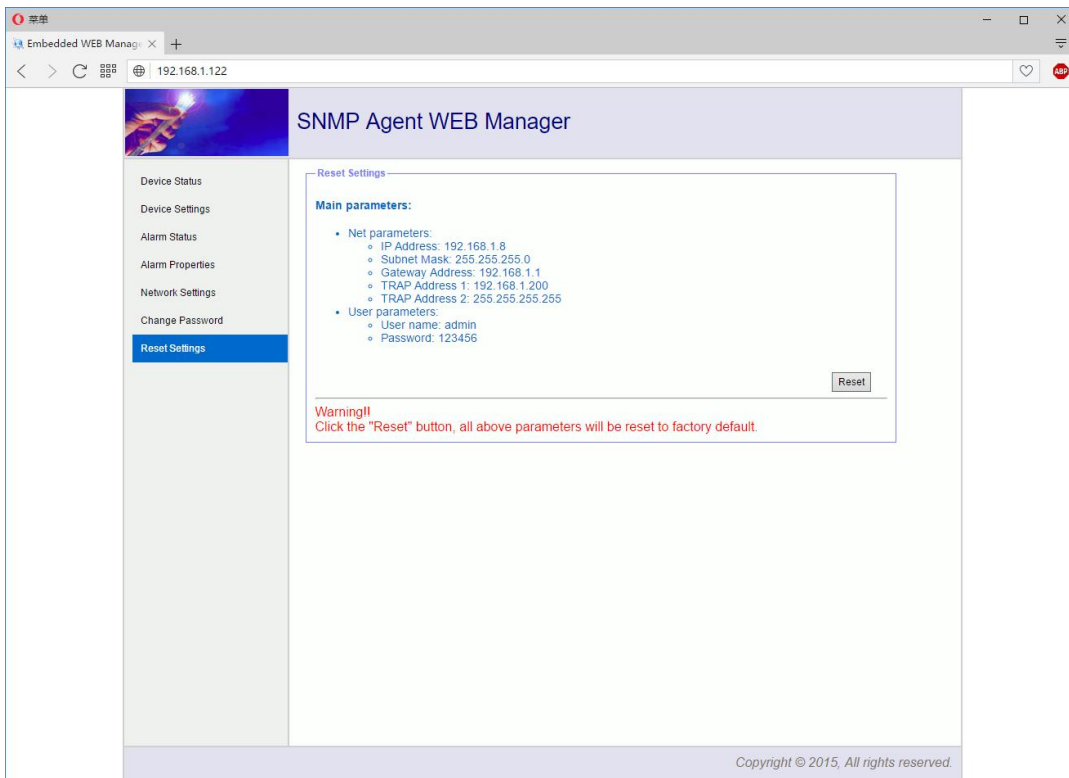 菜单
Embedded WEB Manag
192.168.1.122
ABP
SNMP Agent WEB Manager
Device Status
Device Settings
Alarm Status
Alarm Properties
Network Settings
Change Password
Reset Settings
Reset Settings
Main parameters:
Net parameters:
IP Address: 192.168.1.8
Subnet Mask: 255.255.255.0
Gateway Address: 192.168.1.1
TRAP Address 1: 192.168.1.200
TRAP Address 2: 255.255.255.255
User parameters:
User name: admin
Password: 123456
Reset
Warning!!
Click the "Reset" button, all above parameters will be reset to factory default.
Copyright © 2015, All rights reserved.